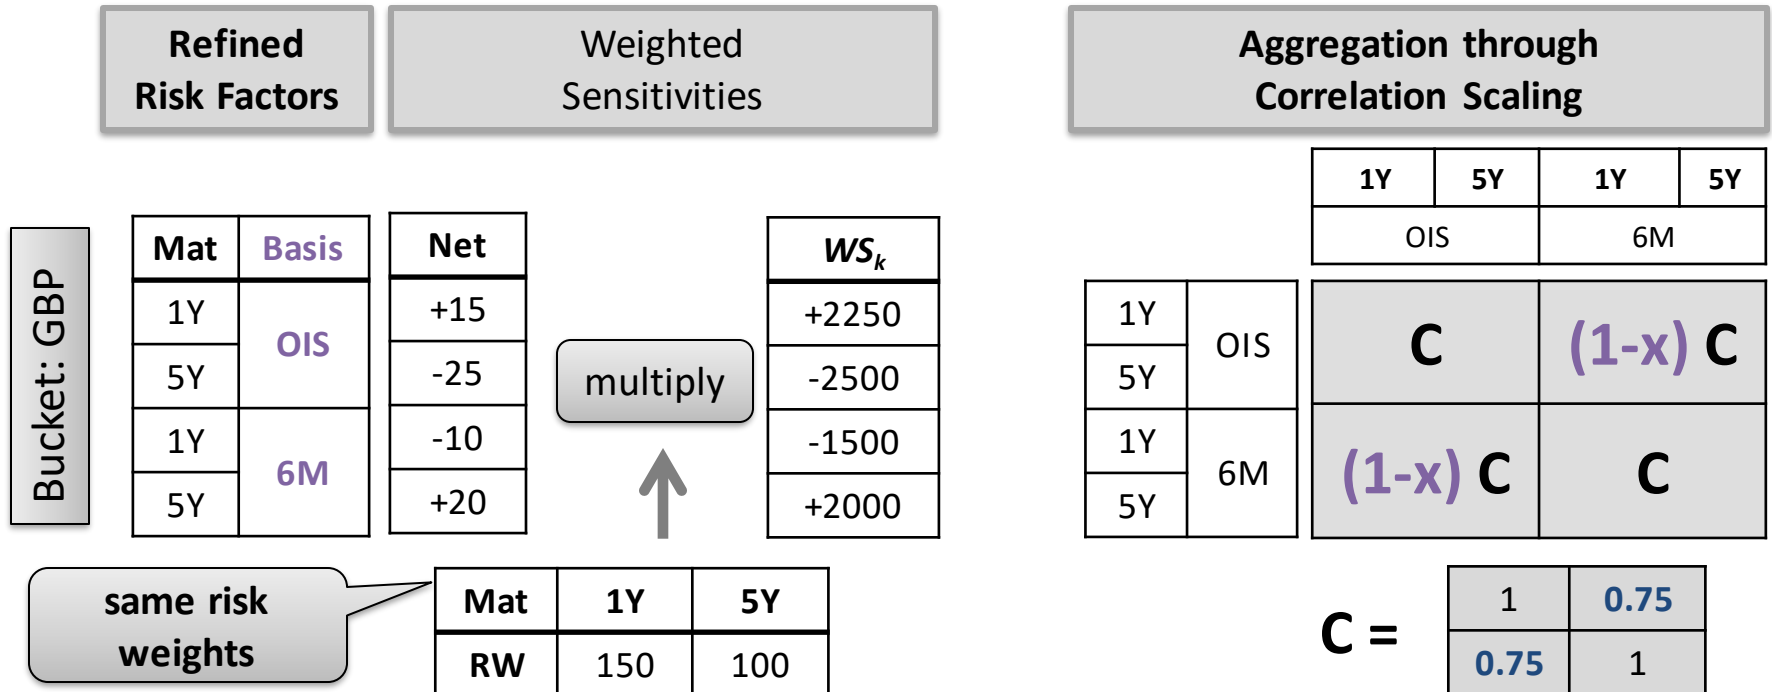 Refined
Risk Factors
Weighted
Sensitivities
Aggregation through
Correlation Scaling
Bucket: GBP
Mat Basis
1Y OIS
5Y
1Y 6M
5Y
Net
+15
-25
-10
+20
multiply
WSk
+2250
-2500
-1500
+2000
same risk
weights
Mat 1Y 5Y
RW 150 100
1Y 5Y 1Y 5Y
OIS 6M
1Y OIS
5Y
1Y 6M
5Y
C (1-x) C
(1-x) C C
C =
1 0.75
0.75 1